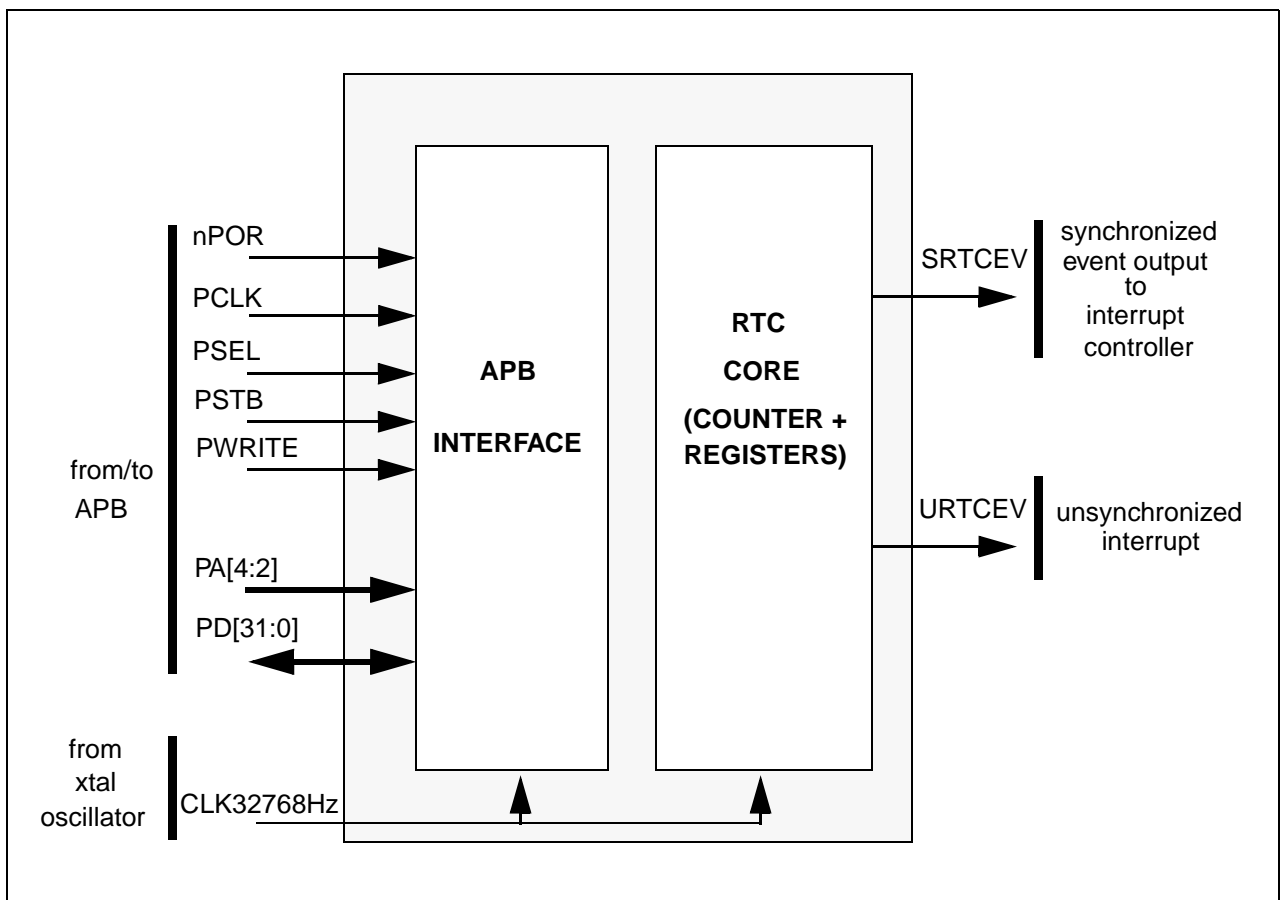 from/to
APB
nPOR
PCLK
PSEL
PSTB
PWRITE
PA[4:2]
PD[31:0]
from
xtal
oscillator
CLK32768Hz
APB
INTERFACE
RTC
CORE
(COUNTER +
REGISTERS)
SRTCEV
synchronized
event output
to
interrupt
controller
URTCEV
unsynchronized
interrupt